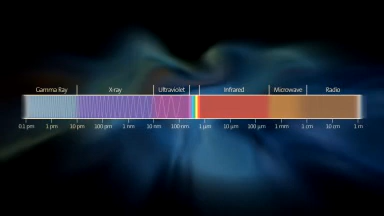 Gamma Ray X-ray Ultraviolet Infrared Microwave Radio
0.1 pm 1 pm 10 pm 100 pm 1 nm 10 nm 100 nm 1 µm 10 µm 100 µm 1 mm 1 cm 10 cm 1 m